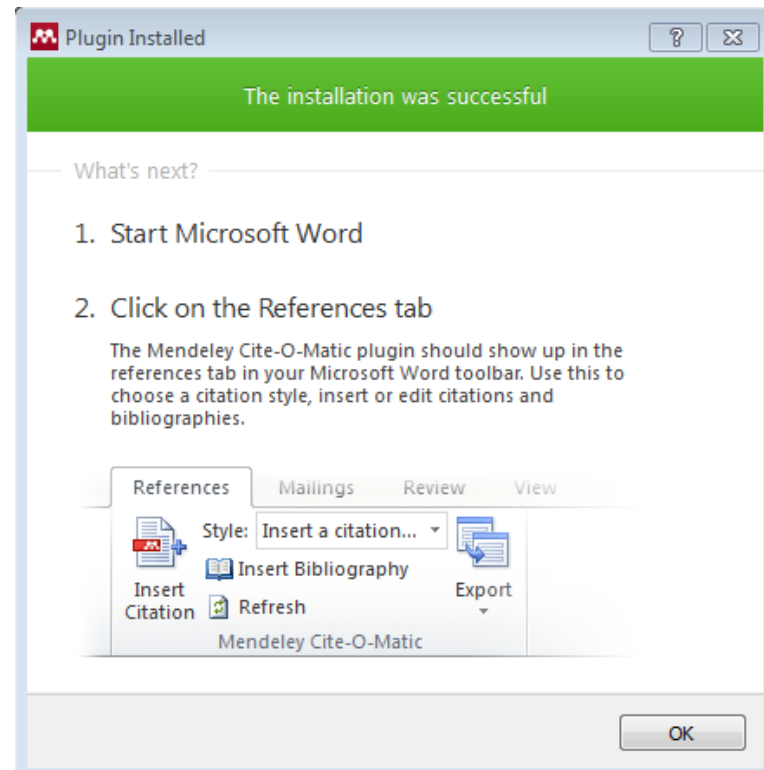 Plugin Installed
The installation was successful
What's next?
1. Start Microsoft Word
2. Click on the References tab
The Mendeley Cite-O-Matic plugin should show up in the
references tab in your Microsoft Word toolbar. Use this to
choose a citation style, insert or edit citations and
bibliographies.
References Mailings Review View
Style: Insert a citation...
Insert Bibliography
Insert
Citation
Refresh
Export
Mendeley Cite-O-Matic
OK